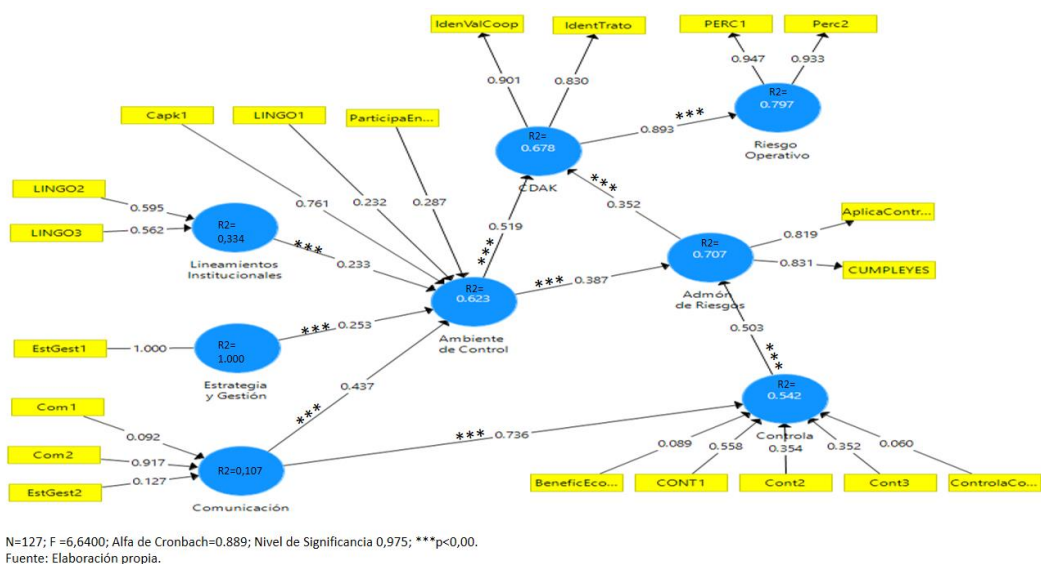 IdenValCoop
IdentTrato
PERC1
Perc2
0.901
0.830
0.947
0.933
Capk1
LINGO1
ParticipaEn...
R2=
0.797
Riesgo
Operativo
R2=
0.678
CDAK
0.893
***
LINGO2
LINGO3
0.595
0.562
R2=
0,334
Lineamientos
Institucionales
0.761
0.232
0.287
***
0.233
0.519
***
***
0.352
AplicaContr...
CUMPLEYES
0.819
0.831
R2=
0.707
Admón
de Riesgos
R2=
0.623
Ambiente
de Control
***
0.387
EstGest1
1.000
R2=
1.000
Estrategia
y Gestión
***
0.253
0.503
***
Com1
Com2
EstGest2
0.092
0.917
0.127
R2=0,107
Comunicación
***
0.437
***
0.736
R2=
0.542
Controla
0.089
0.558
0.354
0.352
0.060
BeneficEco...
CONT1
Cont2
Cont3
ControlaCo...
N=127; F =6,6400; Alfa de Cronbach=0.889; Nivel de Significancia 0,975; ***p<0,00.
Fuente: Elaboración propia.